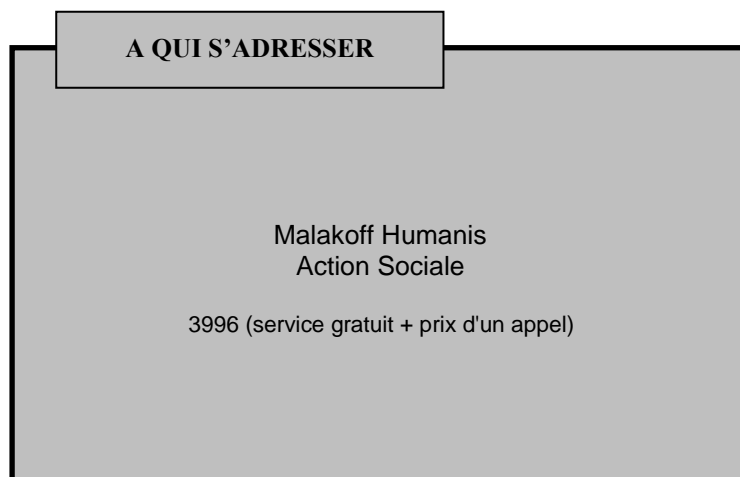 A QUI S’ADRESSER
Malakoff Humanis
Action Sociale
3996 (service gratuit + prix d'un appel)